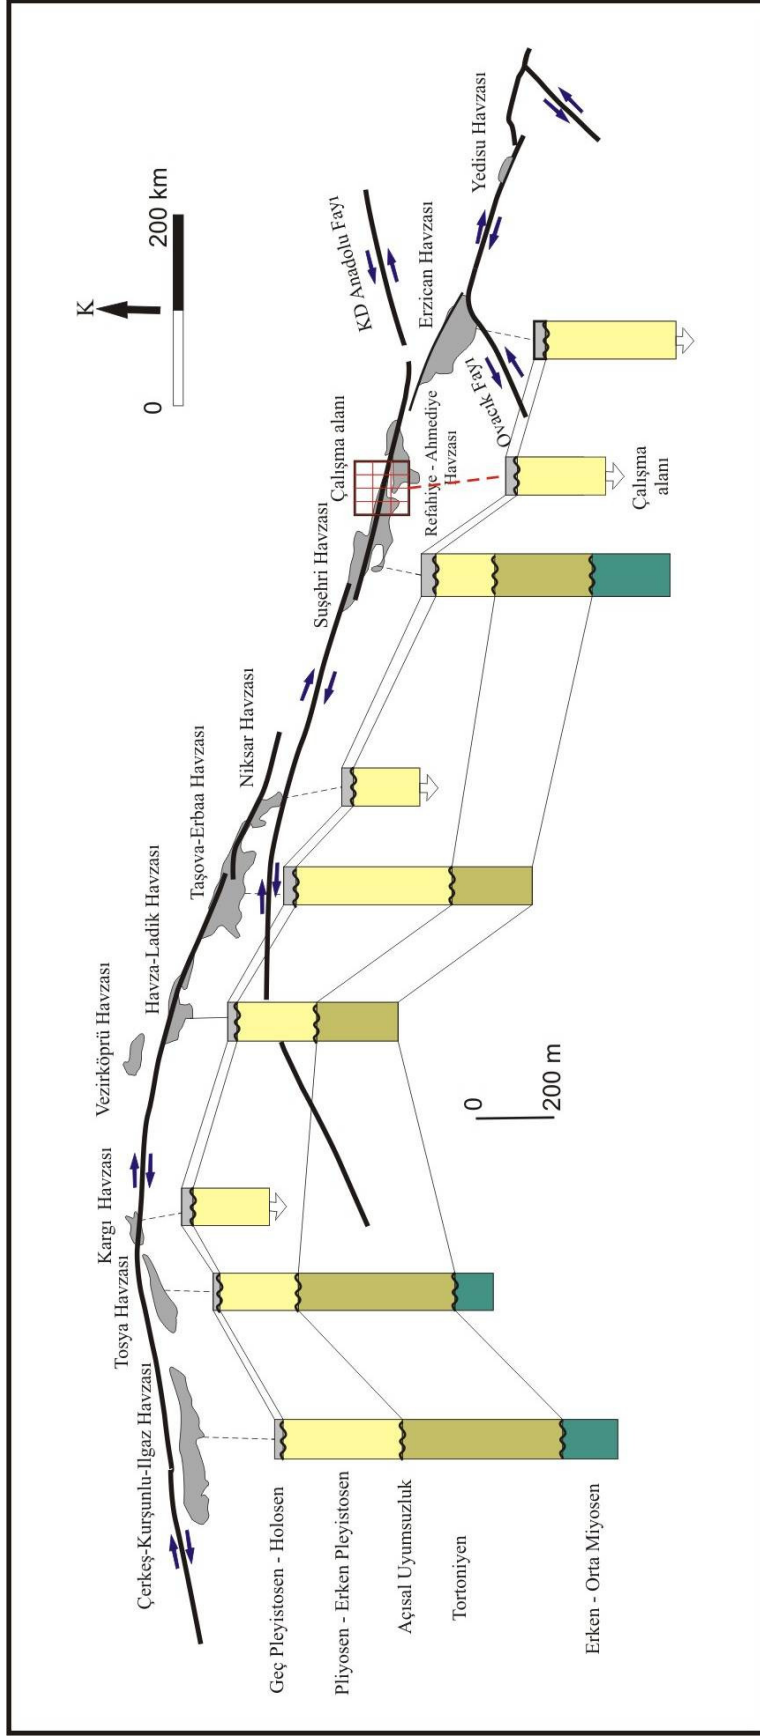 K
0
200 km
Çerkeş-Kurşunlu-Ilgaz Havzası
Tosya Havzası
Kargı Havzası
Vezirköprü Havzası
Havza-Ladik Havzası
Taşova-Erbaa Havzası
Niksar Havzası
Suşehri Havzası
Çalışma alanı
Refahiye - Ahmediye
Havzası
KD Anadolu Fayı
Erzican Havzası
Ovacık Fayı
Yedisu Havzası
Geç Pleyistosen - Holosen
Pliyosen - Erken Pleyistosen
Açısal Uyumsuzluk
Tortoniyen
Erken - Orta Miyosen
0
200 m
Çalışma
alanı